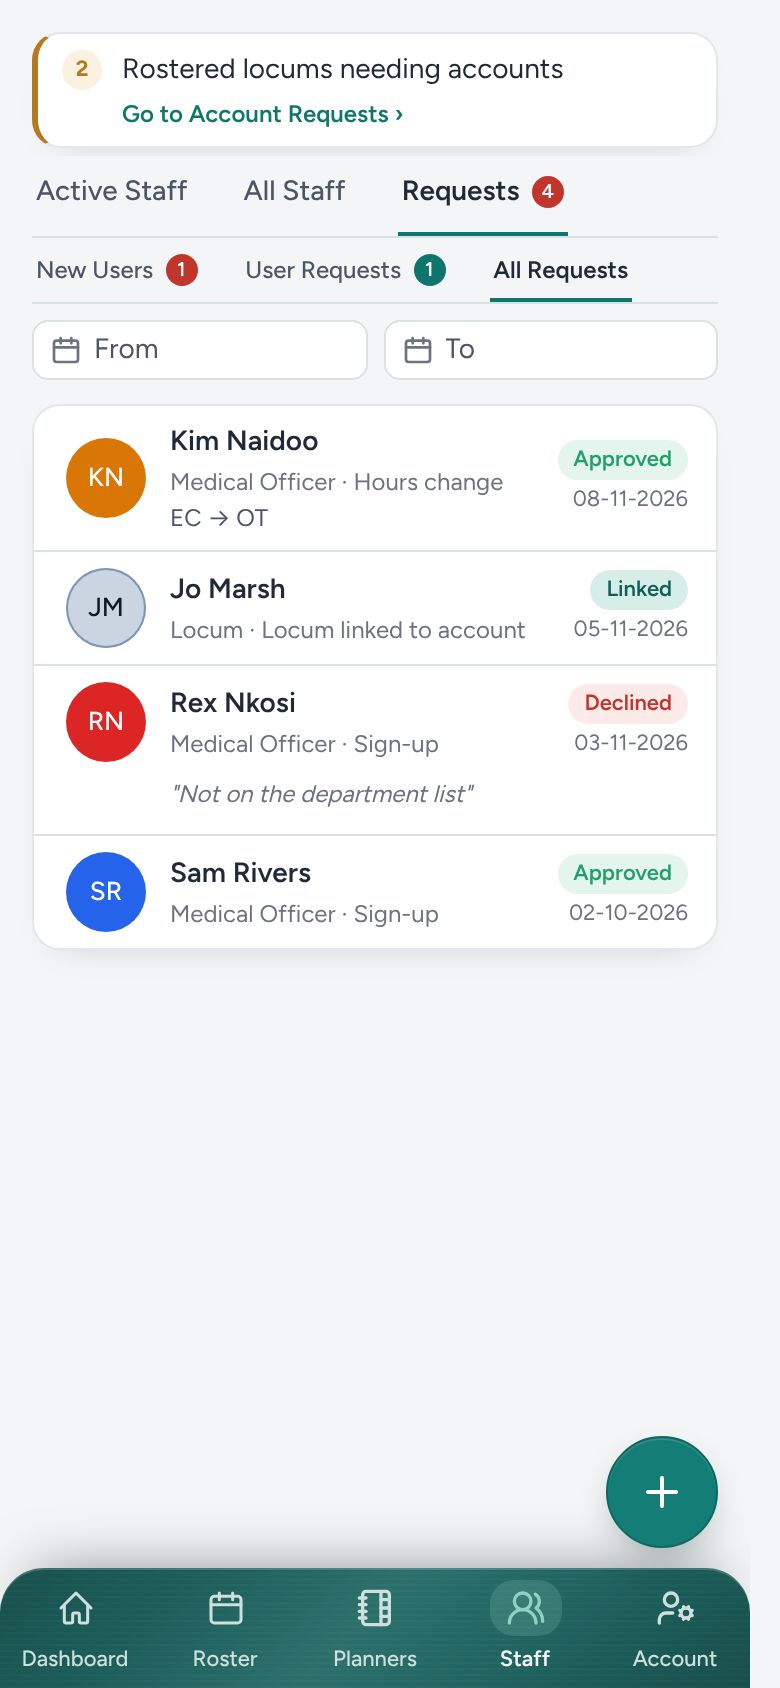 2 Rostered locums needing accounts
Go to Account Requests ›
Active Staff All Staff Requests 4
New Users 1 User Requests 1 All Requests
From To
KN Kim Naidoo Approved
Medical Officer · Hours change 08-11-2026
EC → OT
JM Jo Marsh Linked
Locum · Locum linked to account 05-11-2026
RN Rex Nkosi Declined
Medical Officer · Sign-up 03-11-2026
"Not on the department list"
SR Sam Rivers Approved
Medical Officer · Sign-up 02-10-2026
Dashboard Roster Planners Staff Account